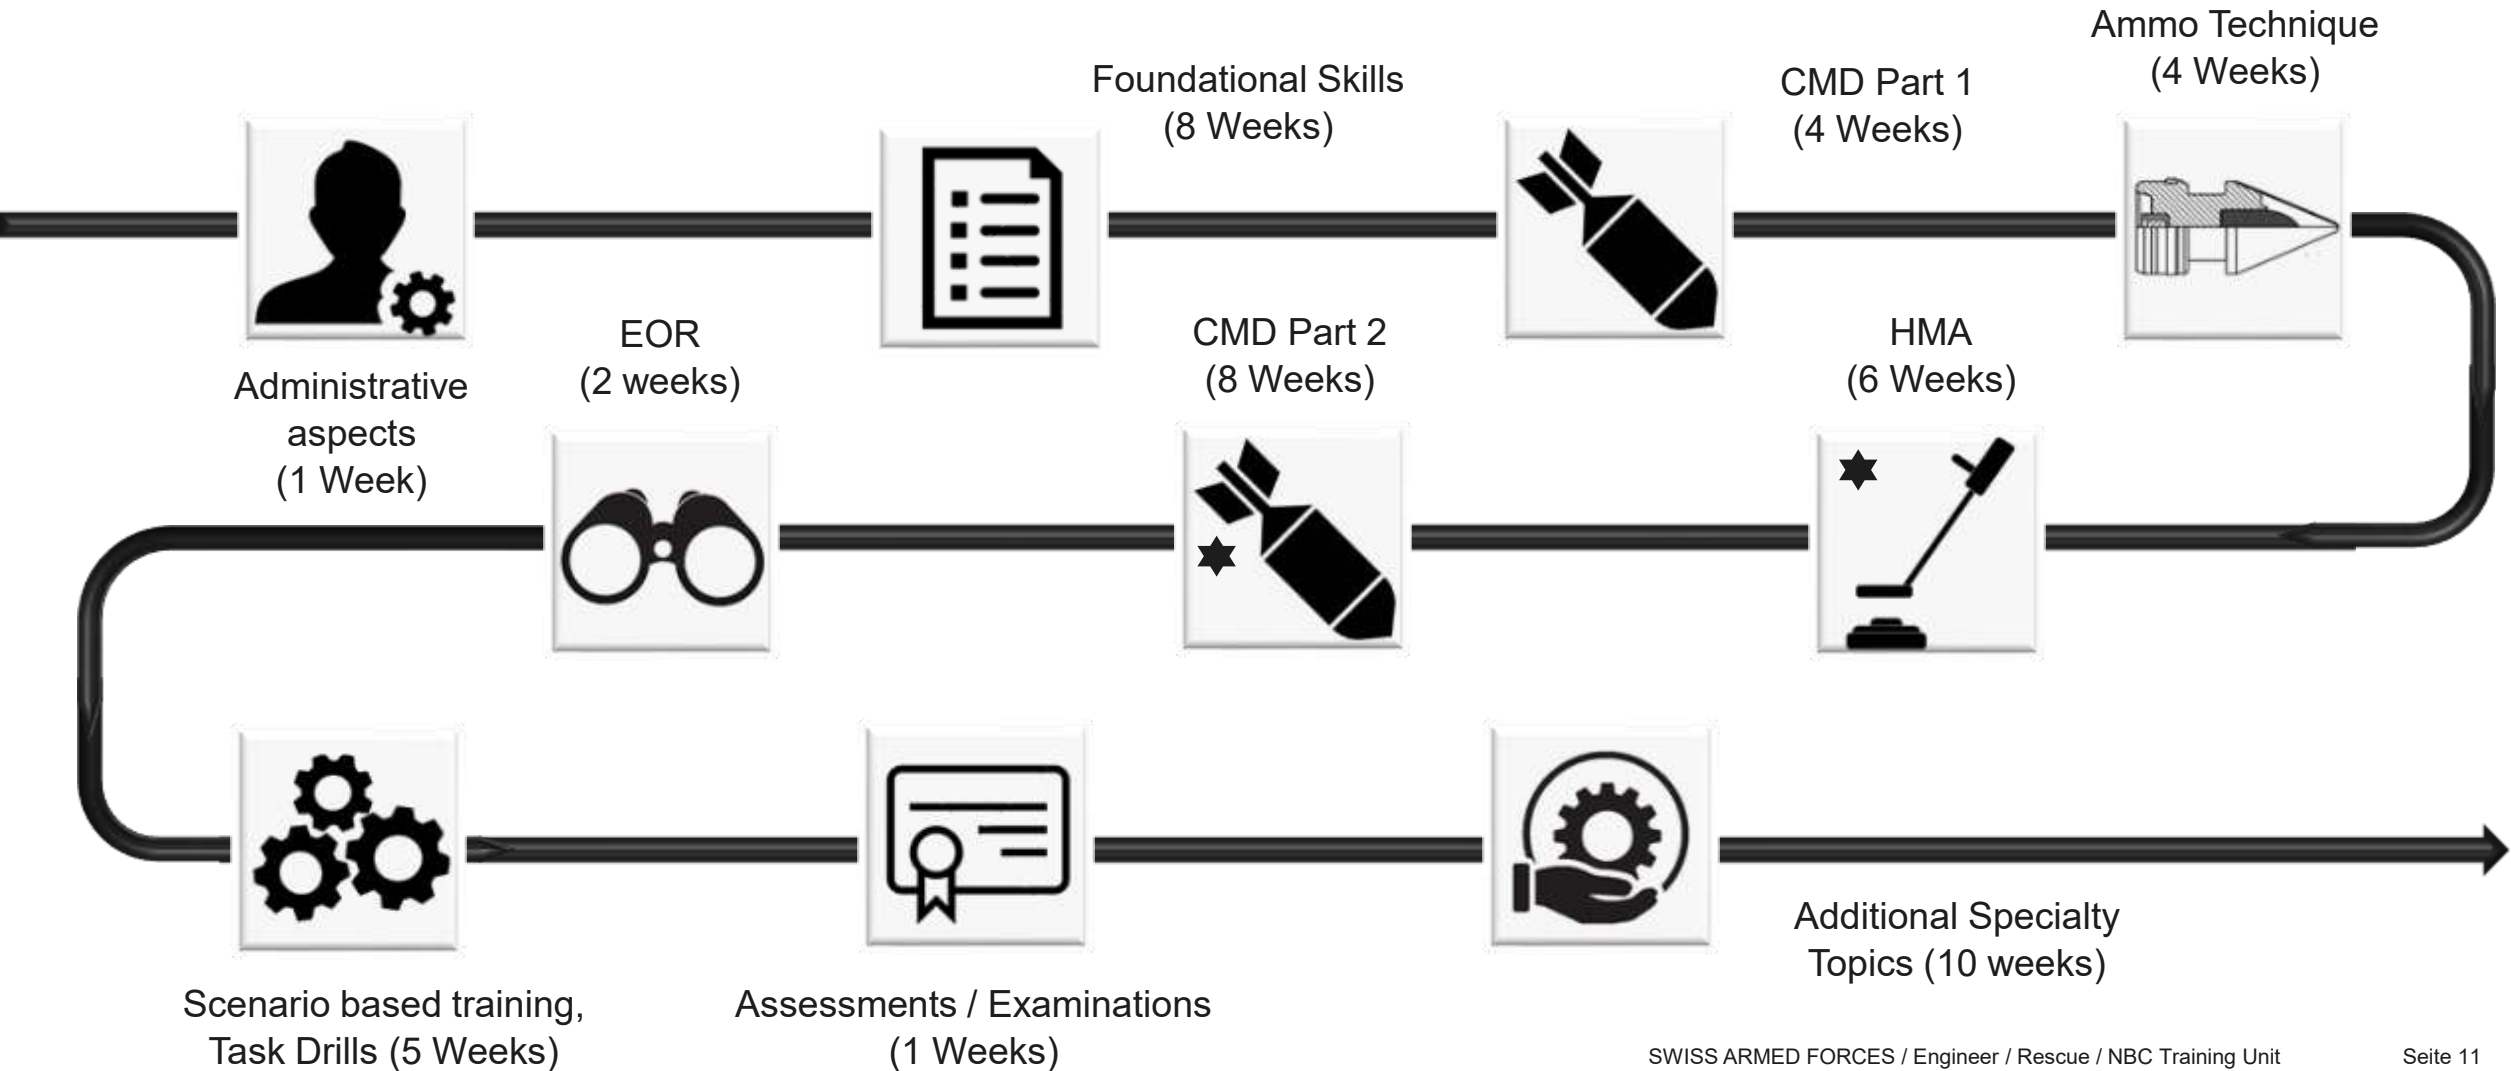 Ammo Technique
(4 Weeks)
Foundational Skills
(8 Weeks)
CMD Part 1
(4 Weeks)
Administrative
aspects
(1 Week)
EOR
(2 weeks)
CMD Part 2
(8 Weeks)
HMA
(6 Weeks)
Scenario based training,
Task Drills (5 Weeks)
Assessments / Examinations
(1 Weeks)
Additional Specialty
Topics (10 weeks)
SWISS ARMED FORCES / Engineer / Rescue / NBC Training Unit
Seite 11